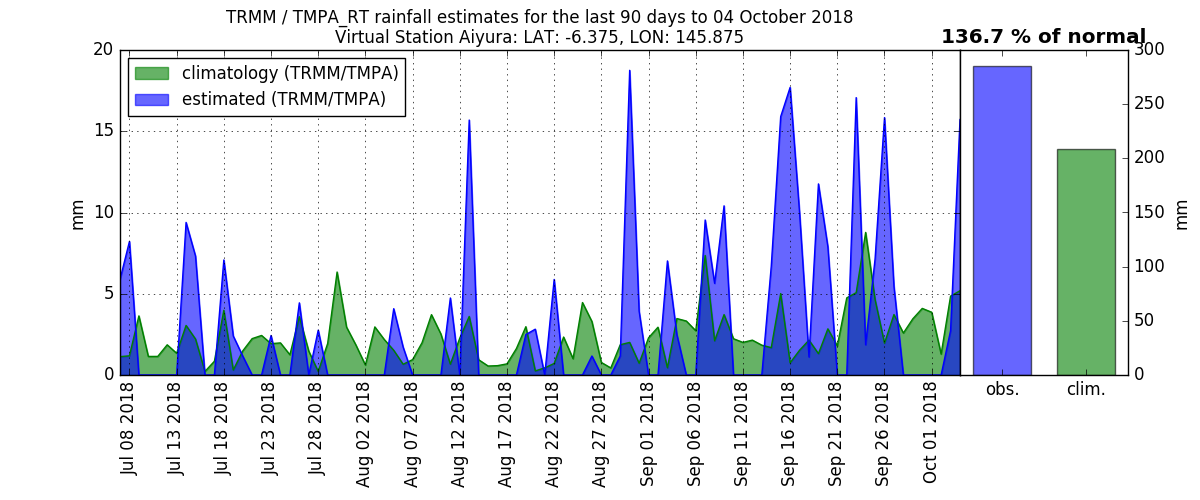 TRMM / TMPA_RT rainfall estimates for the last 90 days to 04 October 2018
Virtual Station Aiyura: LAT: -6.375, LON: 145.875
136.7 % of normal
climatology (TRMM/TMPA)
estimated (TRMM/TMPA)
20
15
10
5
0
mm
Jul 08 2018
Jul 13 2018
Jul 18 2018
Jul 23 2018
Jul 28 2018
Aug 02 2018
Aug 07 2018
Aug 12 2018
Aug 17 2018
Aug 22 2018
Aug 27 2018
Sep 01 2018
Sep 06 2018
Sep 11 2018
Sep 16 2018
Sep 21 2018
Sep 26 2018
Oct 01 2018
300
250
200
150
100
50
0
mm
obs.
clim.